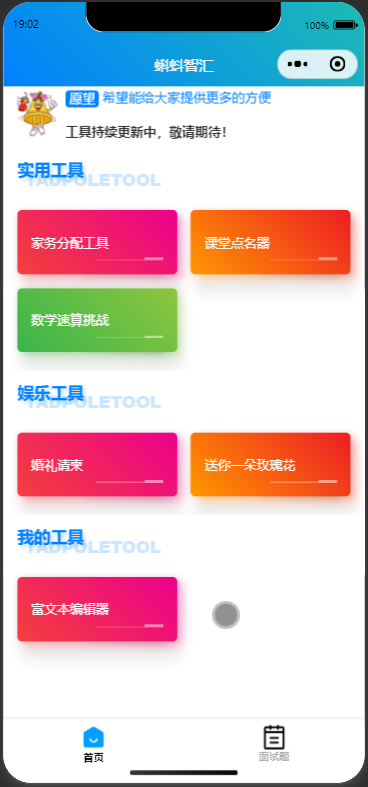 19:02
100%
蝌蚪智汇
愿望 希望能给大家提供更多的方便
工具持续更新中，敬请期待！
实用工具
TADPOLETOOL
家务分配工具
课堂点名器
数学速算挑战
娱乐工具
TADPOLETOOL
婚礼请柬
送你一朵玫瑰花
我的工具
TADPOLETOOL
富文本编辑器
首页
面试题